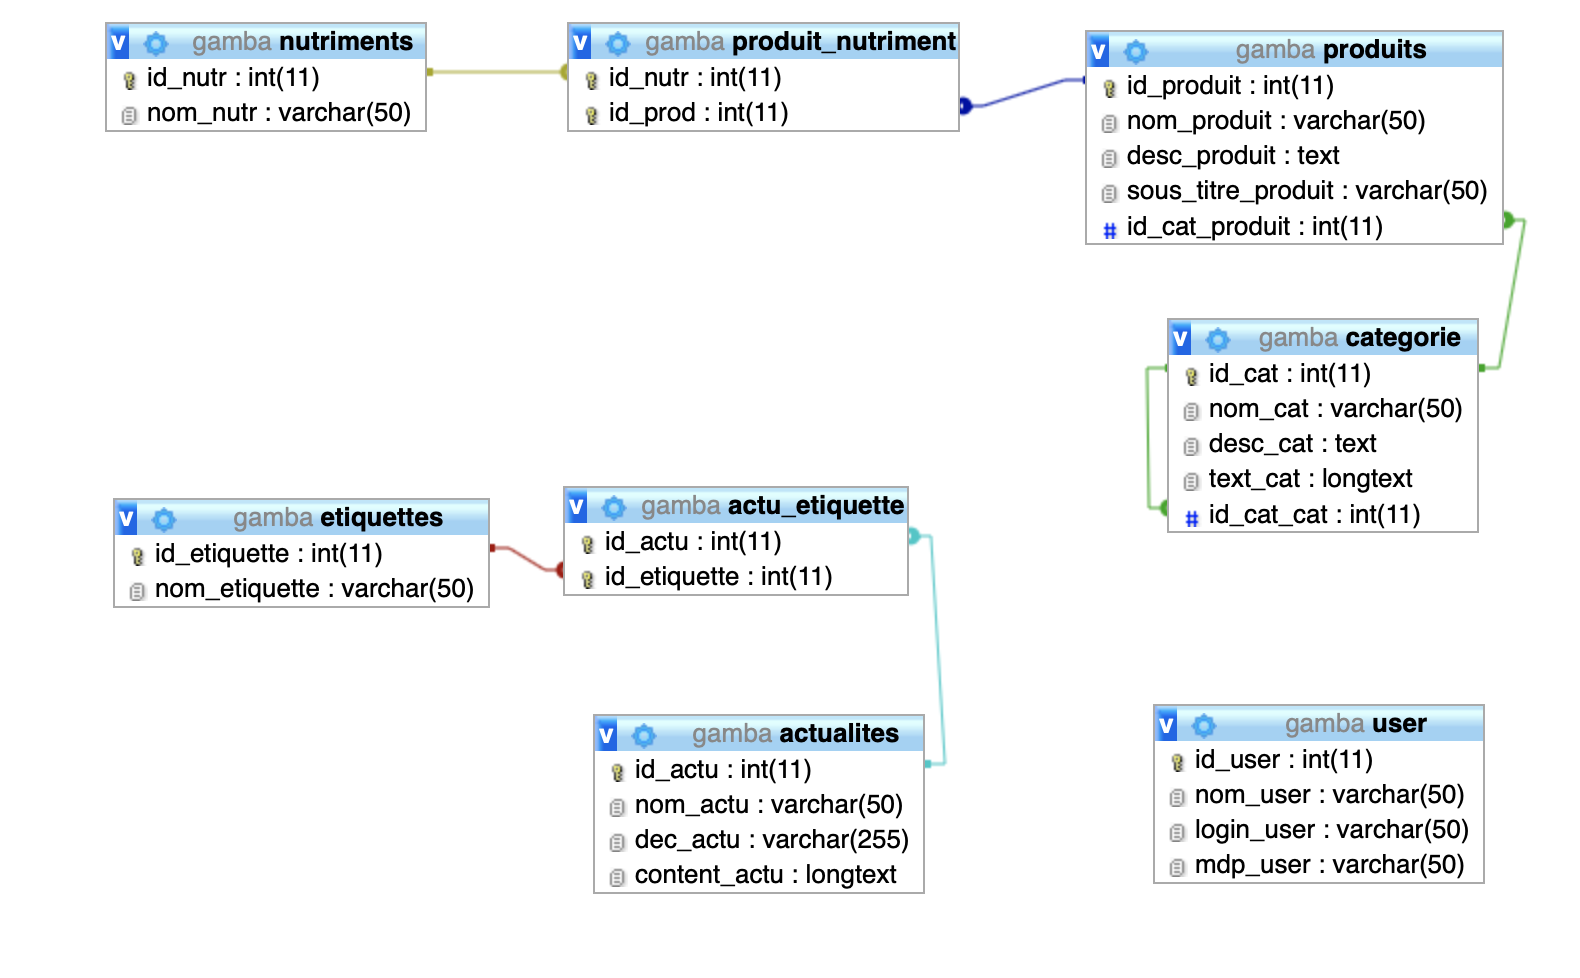 v gamba nutriments
id_nutr : int(11)
nom_nutr : varchar(50)
v gamba produit_nutriment
id_nutr : int(11)
id_prod : int(11)
v gamba produits
id_produit : int(11)
nom_produit : varchar(50)
desc_produit : text
sous_titre_produit : varchar(50)
# id_cat_produit : int(11)
v gamba categorie
id_cat : int(11)
nom_cat : varchar(50)
desc_cat : text
text_cat : longtext
# id_cat_cat : int(11)
v gamba etiquettes
id_etiquette : int(11)
nom_etiquette : varchar(50)
v gamba actu_etiquette
id_actu : int(11)
id_etiquette : int(11)
v gamba actualites
id_actu : int(11)
nom_actu : varchar(50)
dec_actu : varchar(255)
content_actu : longtext
v gamba user
id_user : int(11)
nom_user : varchar(50)
login_user : varchar(50)
mdp_user : varchar(50)